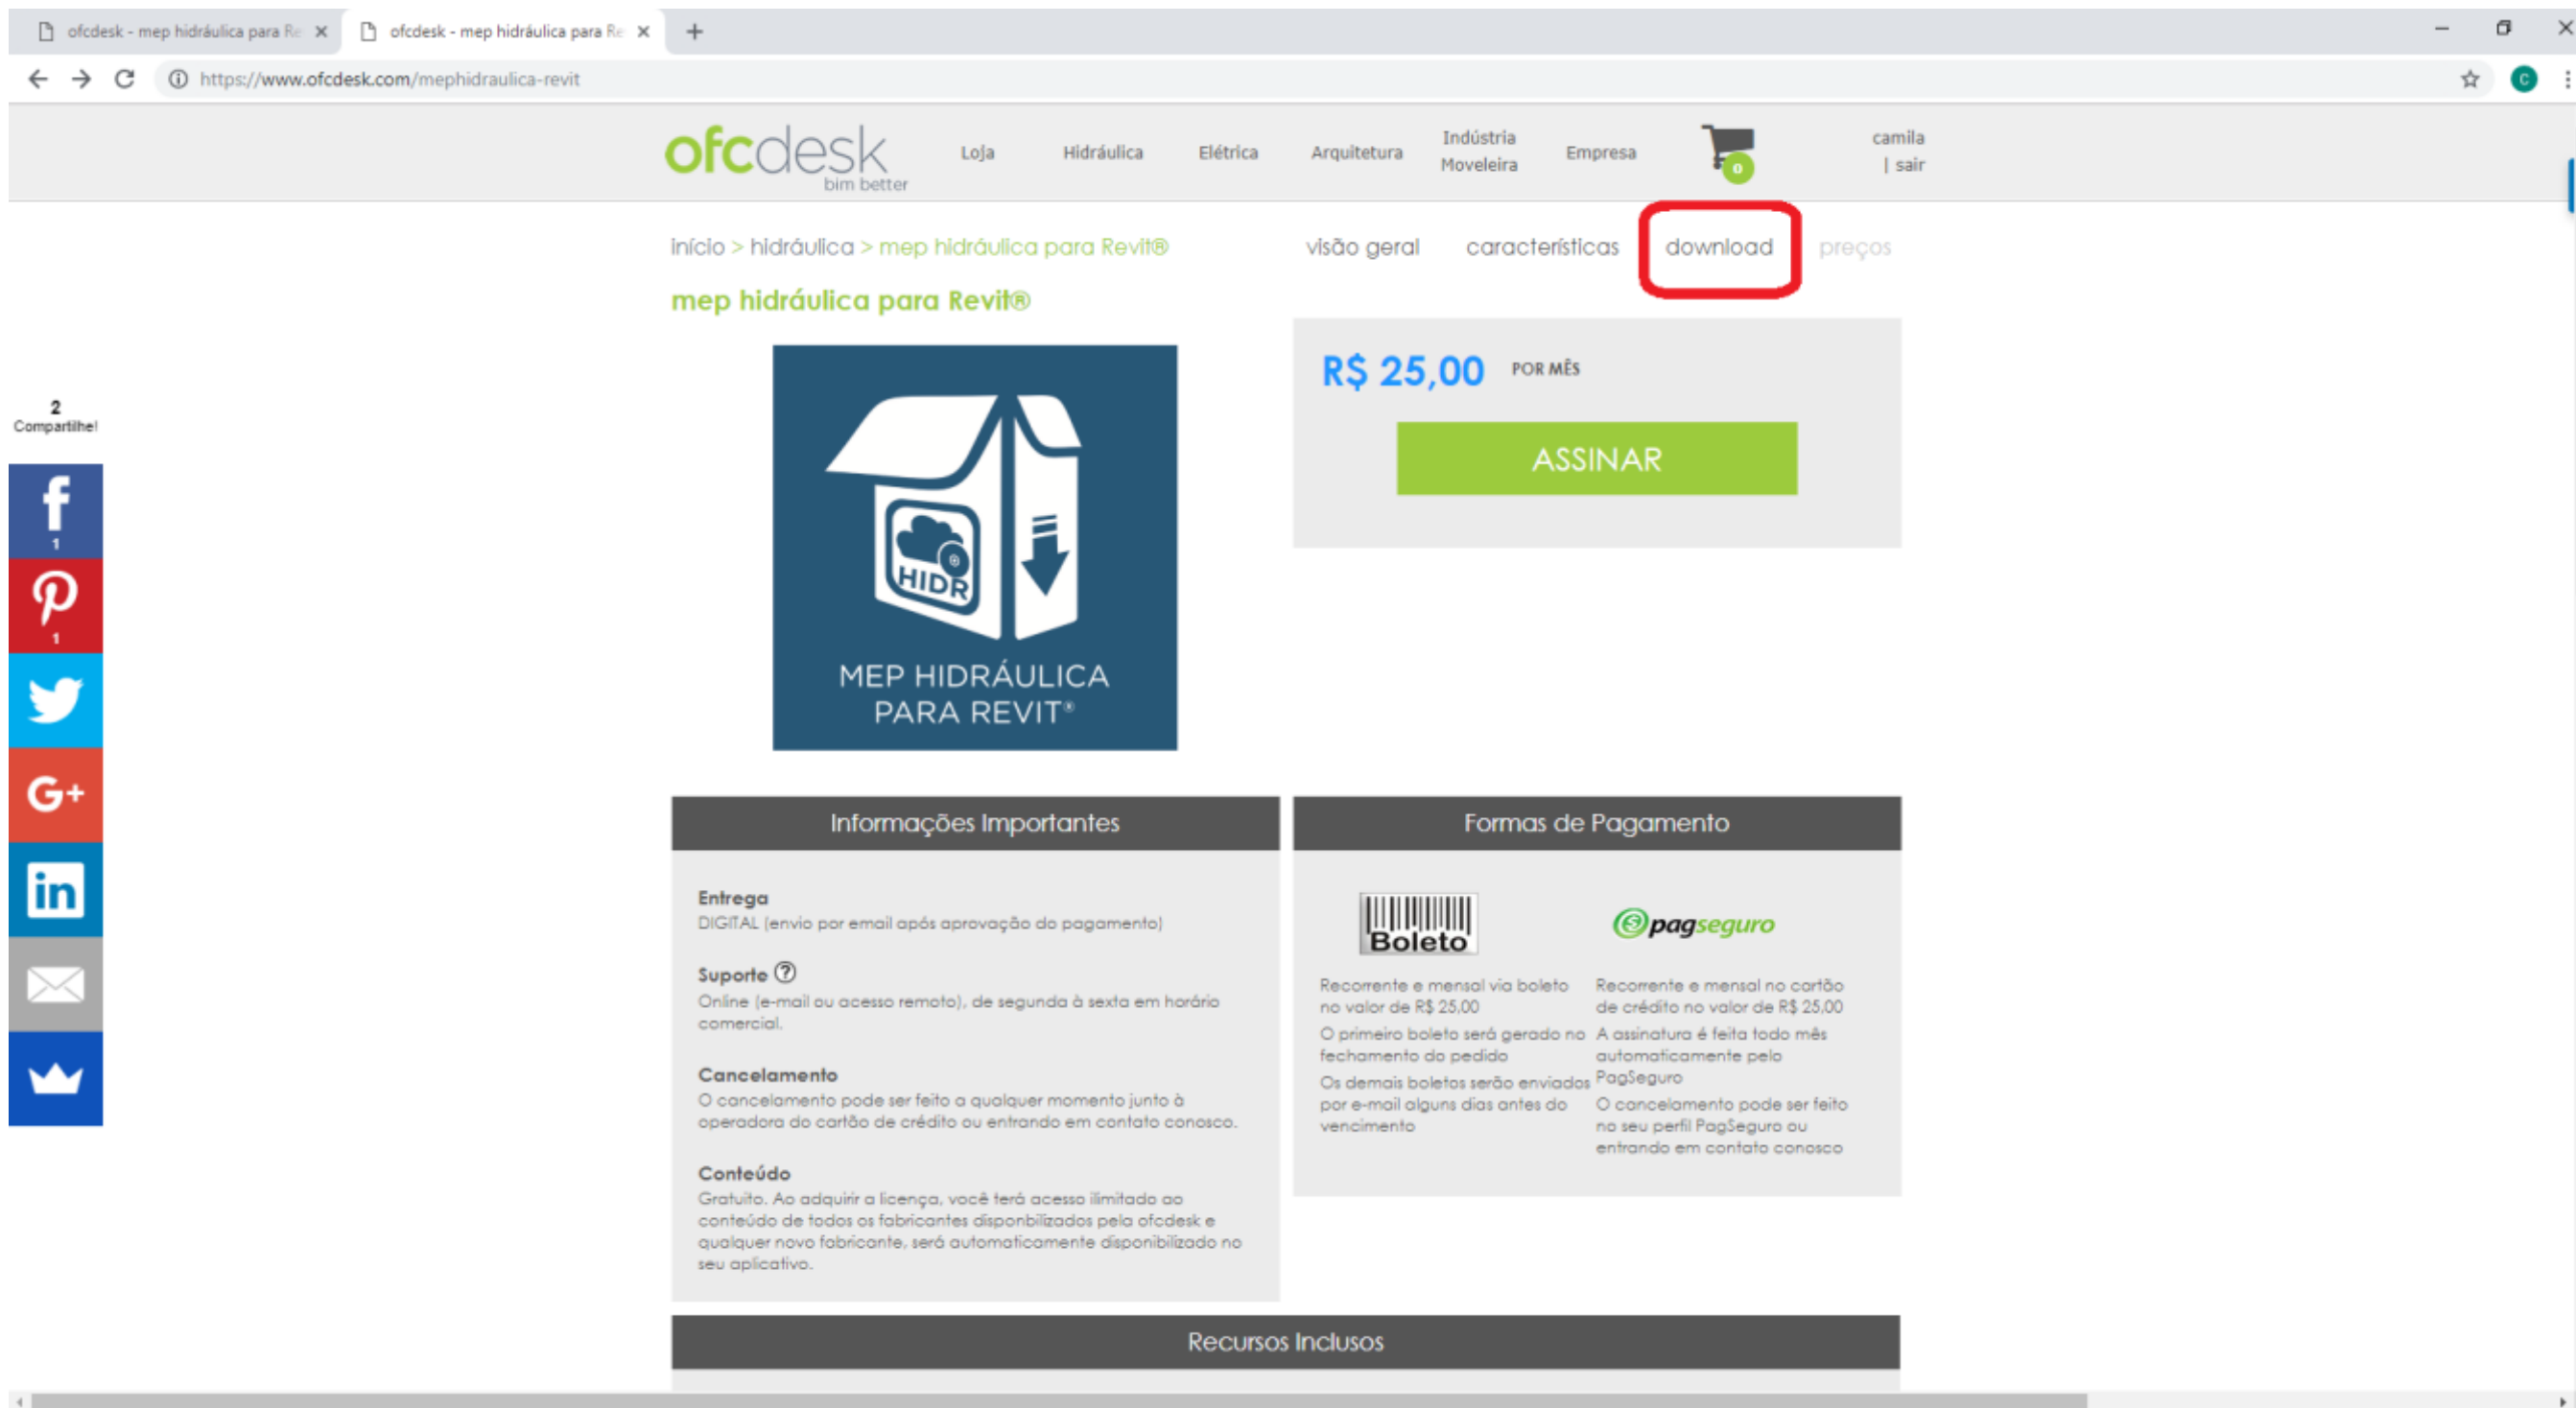 ofcdesk - mep hidráulica para Re
ofcdesk - mep hidráulica para Re
https://www.ofcdesk.com/mephidraulica-revit
C
ofcdesk
bim better
Loja
Hidráulica
Elétrica
Arquitetura
Indústria
Moveleira
Empresa
0
camila
| sair
início > hidráulica > mep hidráulica para Revit®
visão geral
características
download
preços
mep hidráulica para Revit®
R$ 25,00 POR MÊS
ASSINAR
2
Compartilhe!
f
1
1
G+
in
HIDR
MEP HIDRÁULICA
PARA REVIT®
Informações Importantes
Entrega
DIGITAL (envio por email após aprovação do pagamento)
Suporte ?
Online (e-mail ou acesso remoto), de segunda à sexta em horário
comercial.
Cancelamento
O cancelamento pode ser feito a qualquer momento junto à
operadora do cartão de crédito ou entrando em contato conosco.
Conteúdo
Gratuito. Ao adquirir a licença, você terá acesso ilimitado ao
conteúdo de todos os fabricantes disponbilizados pela ofcdesk e
qualquer novo fabricante, será automaticamente disponibilizado no
seu aplicativo.
Formas de Pagamento
Boleto
Recorrente e mensal via boleto
no valor de R$ 25,00
O primeiro boleto será gerado no
fechamento do pedido
Os demais boletos serão enviados
por e-mail alguns dias antes do
vencimento
pagseguro
Recorrente e mensal no cartão
de crédito no valor de R$ 25,00
A assinatura é feita todo mês
automaticamente pelo
PagSeguro
O cancelamento pode ser feito
no seu perfil PagSeguro ou
entrando em contato conosco
Recursos Inclusos